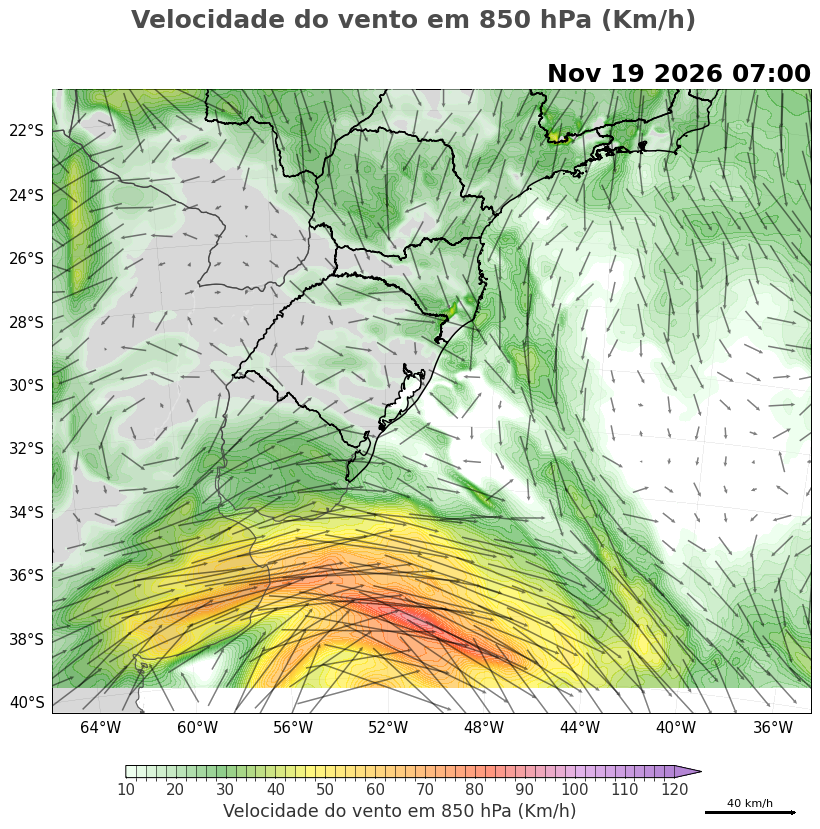 Velocidade do vento em 850 hPa (Km/h)
Nov 19 2026 07:00
22°S
24°S
26°S
28°S
30°S
32°S
34°S
36°S
38°S
40°S
64°W 60°W 56°W 52°W 48°W 44°W 40°W 36°W
10 20 30 40 50 60 70 80 90 100 110 120
Velocidade do vento em 850 hPa (Km/h)
40 km/h